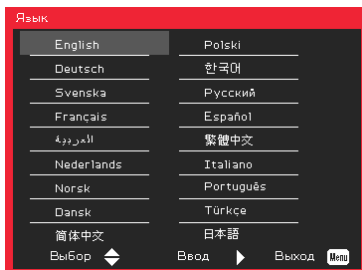 Язык
English
Polski
Deutsch
한국어
Svenska
Русский
Français
Español
العربية
繁體中文
Nederlands
Italiano
Norsk
Português
Dansk
Türkçe
简体中文
日本語
Выбор Ввод Выход Menu